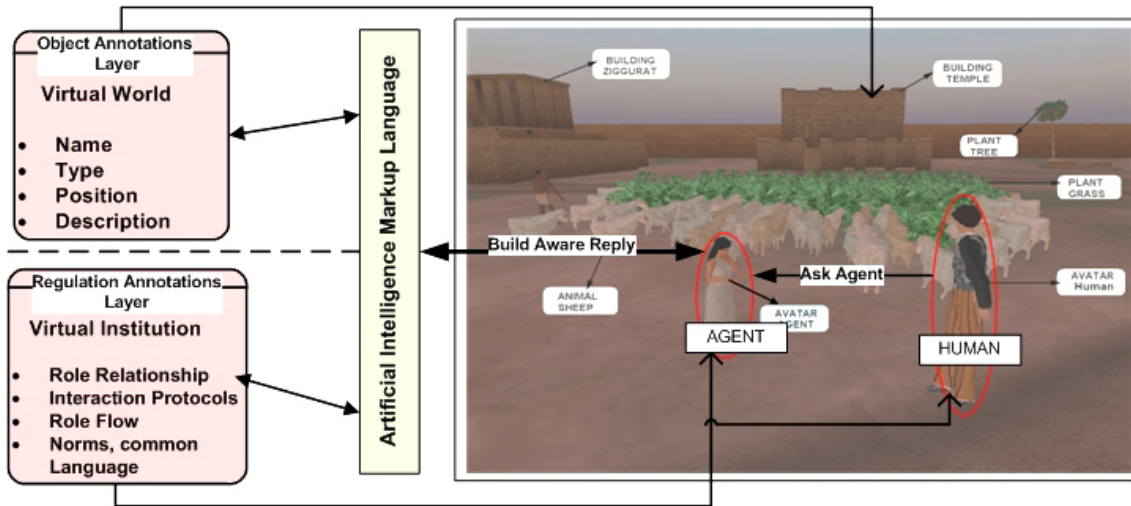 Object Annotations
Layer
Virtual World
• Name
• Type
• Position
• Description
Regulation Annotations
Layer
Virtual Institution
• Role Relationship
• Interaction Protocols
• Role Flow
• Norms, common
Language
Artificial Intelligence Markup Language
BUILDING
ZIGGURAT
BUILDING
TEMPLE
PLANT
TREE
PLANT
GRASS
Build Aware Reply
Ask Agent
ANIMAL
SHEEP
AVATAR
AGENT
AVATAR
Human
AGENT
HUMAN